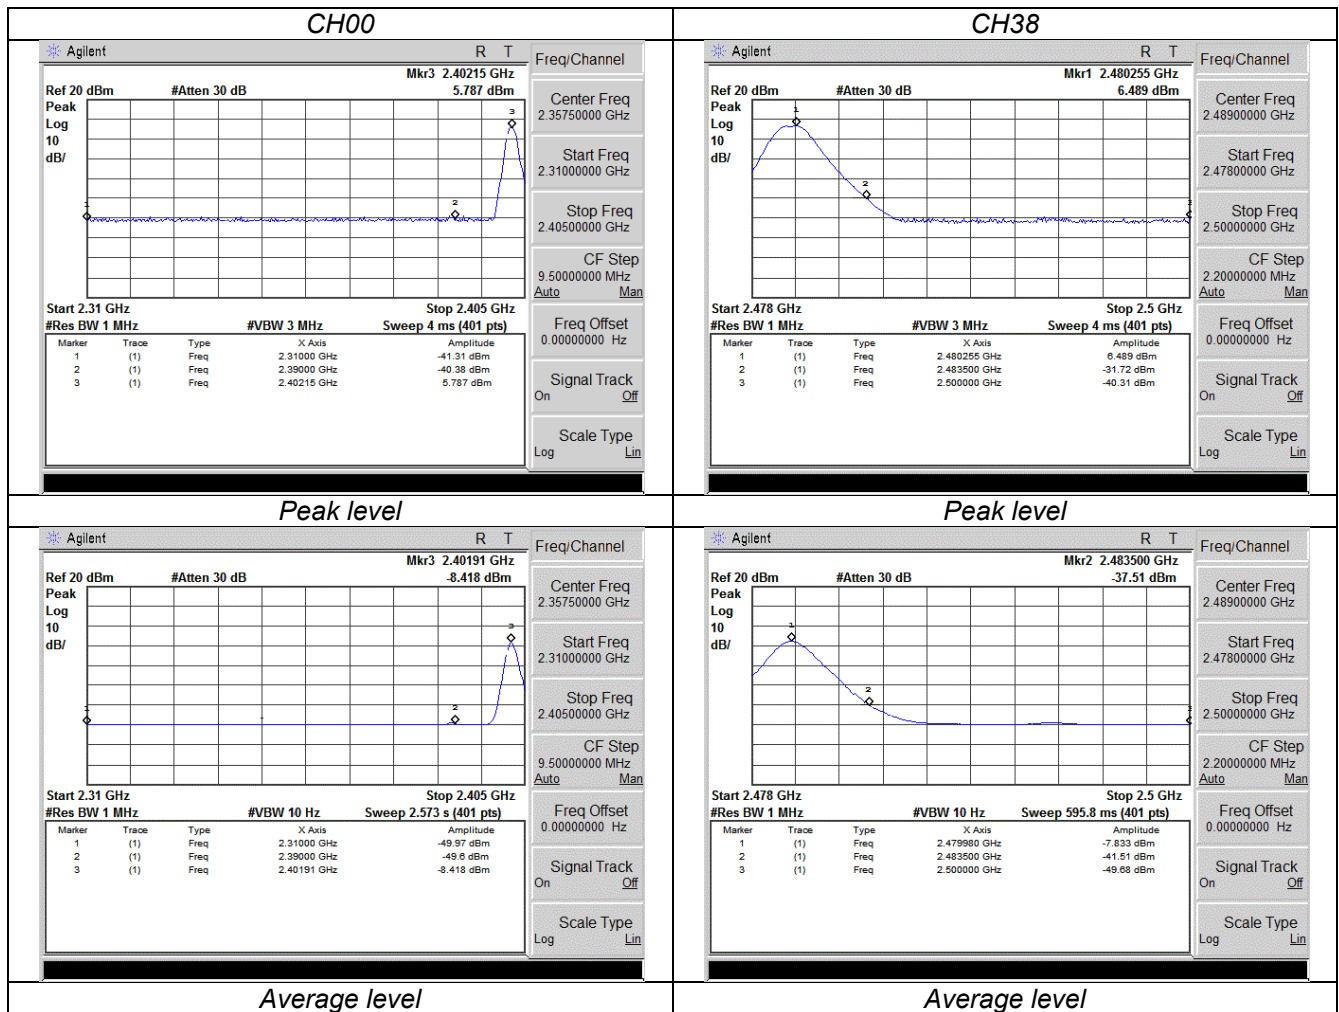 CH00 CH38
Agilent R T
Freq/Channel
Mkr3 2.40215 GHz
Ref 20 dBm #Atten 30 dB 5.787 dBm
Peak
Log
10
dB/
3
1
2
Center Freq
2.35750000 GHz
Start Freq
2.31000000 GHz
Stop Freq
2.40500000 GHz
CF Step
9.50000000 MHz
Auto Man
Freq Offset
0.00000000 Hz
Signal Track
On Off
Scale Type
Log Lin
Start 2.31 GHz Stop 2.405 GHz
#Res BW 1 MHz #VBW 3 MHz Sweep 4 ms (401 pts)
Marker Trace Type X Axis Amplitude
1 (1) Freq 2.31000 GHz -41.31 dBm
2 (1) Freq 2.39000 GHz -40.38 dBm
3 (1) Freq 2.40215 GHz 5.787 dBm
Agilent R T
Freq/Channel
Mkr1 2.480255 GHz
Ref 20 dBm #Atten 30 dB 6.489 dBm
Peak
Log
10
dB/
1
2
3
Center Freq
2.48900000 GHz
Start Freq
2.47800000 GHz
Stop Freq
2.50000000 GHz
CF Step
2.20000000 MHz
Auto Man
Freq Offset
0.00000000 Hz
Signal Track
On Off
Scale Type
Log Lin
Start 2.478 GHz Stop 2.5 GHz
#Res BW 1 MHz #VBW 3 MHz Sweep 4 ms (401 pts)
Marker Trace Type X Axis Amplitude
1 (1) Freq 2.480255 GHz 6.489 dBm
2 (1) Freq 2.483500 GHz -31.72 dBm
3 (1) Freq 2.500000 GHz -40.31 dBm
Peak level Peak level
Agilent R T
Freq/Channel
Mkr3 2.40191 GHz
Ref 20 dBm #Atten 30 dB -8.418 dBm
Peak
Log
10
dB/
3
1
2
Center Freq
2.35750000 GHz
Start Freq
2.31000000 GHz
Stop Freq
2.40500000 GHz
CF Step
9.50000000 MHz
Auto Man
Freq Offset
0.00000000 Hz
Signal Track
On Off
Scale Type
Log Lin
Start 2.31 GHz Stop 2.405 GHz
#Res BW 1 MHz #VBW 10 Hz Sweep 2.573 s (401 pts)
Marker Trace Type X Axis Amplitude
1 (1) Freq 2.31000 GHz -49.97 dBm
2 (1) Freq 2.39000 GHz -49.6 dBm
3 (1) Freq 2.40191 GHz -8.418 dBm
Agilent R T
Freq/Channel
Mkr2 2.483500 GHz
Ref 20 dBm #Atten 30 dB -37.51 dBm
Peak
Log
10
dB/
1
2
3
Center Freq
2.48900000 GHz
Start Freq
2.47800000 GHz
Stop Freq
2.50000000 GHz
CF Step
2.20000000 MHz
Auto Man
Freq Offset
0.00000000 Hz
Signal Track
On Off
Scale Type
Log Lin
Start 2.478 GHz Stop 2.5 GHz
#Res BW 1 MHz #VBW 10 Hz Sweep 595.8 ms (401 pts)
Marker Trace Type X Axis Amplitude
1 (1) Freq 2.479980 GHz -7.833 dBm
2 (1) Freq 2.483500 GHz -41.51 dBm
3 (1) Freq 2.500000 GHz -49.68 dBm
Average level Average level